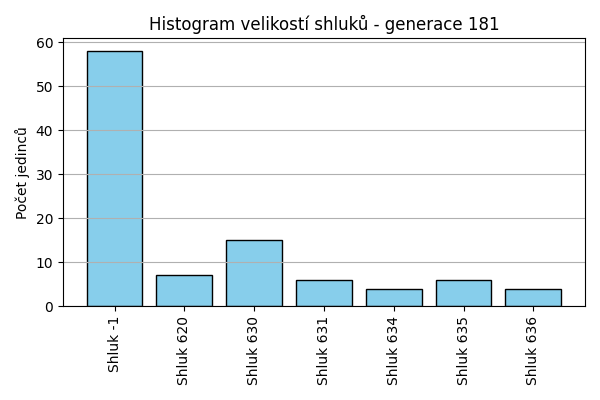 Histogram velikostí shluků - generace 181
Počet jedinců
60
50
40
30
20
10
0
Shluk -1
Shluk 620
Shluk 630
Shluk 631
Shluk 634
Shluk 635
Shluk 636